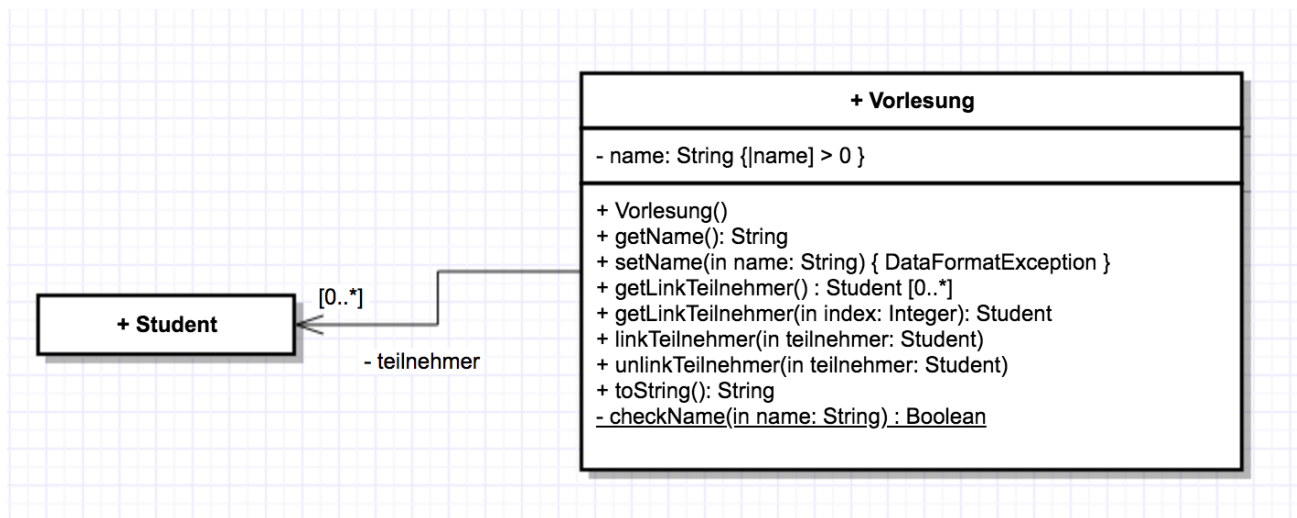 + Vorlesung
- name: String {|name] > 0 }
+ Vorlesung()
+ getName(): String
+ setName(in name: String) { DataFormatException }
+ getLinkTeilnehmer() : Student [0..*]
+ getLinkTeilnehmer(in index: Integer): Student
+ linkTeilnehmer(in teilnehmer: Student)
+ unlinkTeilnehmer(in teilnehmer: Student)
+ toString(): String
- checkName(in name: String) : Boolean
[0..*]
+ Student
- teilnehmer